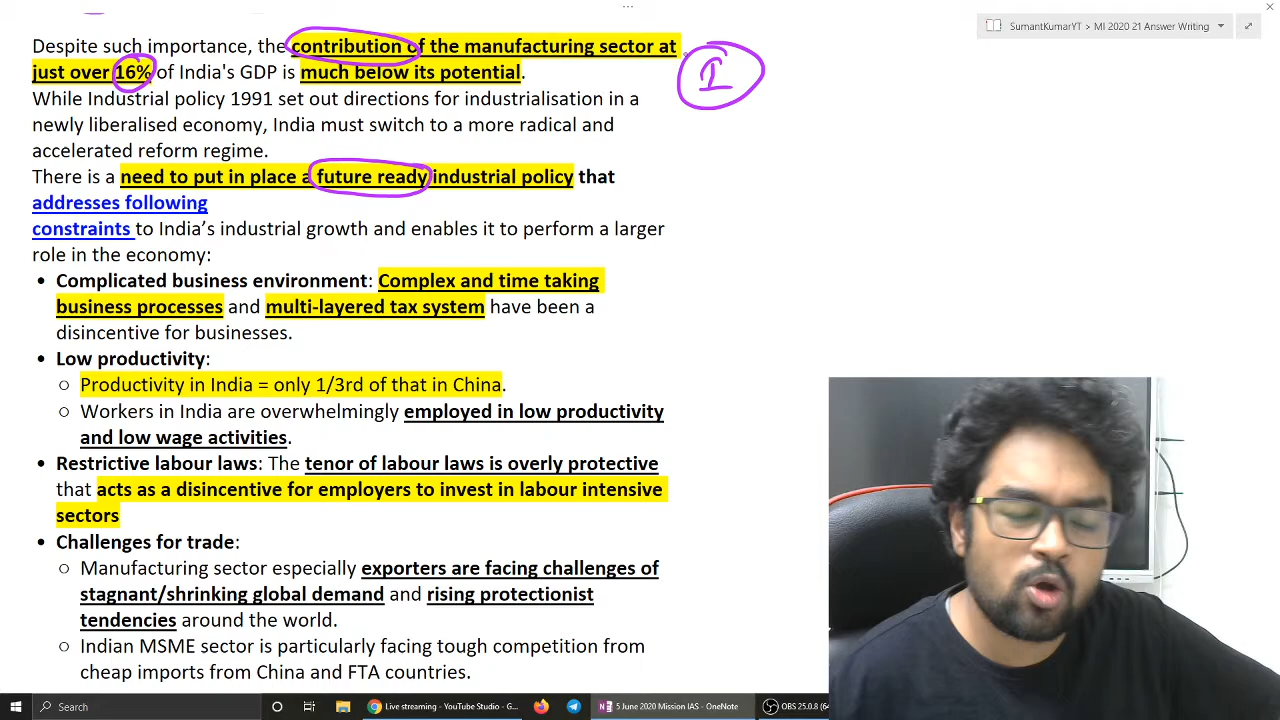 SumantKumarYT > MI 2020 21 Answer Writing
Despite such importance, the contribution of the manufacturing sector at
just over 16% of India's GDP is much below its potential.
I
While Industrial policy 1991 set out directions for industrialisation in a
newly liberalised economy, India must switch to a more radical and
accelerated reform regime.
There is a need to put in place a future ready industrial policy that
addresses following
constraints to India’s industrial growth and enables it to perform a larger
role in the economy:
• Complicated business environment: Complex and time taking
business processes and multi-layered tax system have been a
disincentive for businesses.
• Low productivity:
○ Productivity in India = only 1/3rd of that in China.
○ Workers in India are overwhelmingly employed in low productivity
and low wage activities.
• Restrictive labour laws: The tenor of labour laws is overly protective
that acts as a disincentive for employers to invest in labour intensive
sectors
• Challenges for trade:
○ Manufacturing sector especially exporters are facing challenges of
stagnant/shrinking global demand and rising protectionist
tendencies around the world.
○ Indian MSME sector is particularly facing tough competition from
cheap imports from China and FTA countries.
Search
Live streaming - YouTube Studio - G...
5 June 2020 Mission IAS - OneNote
OBS 25.0.8 (64